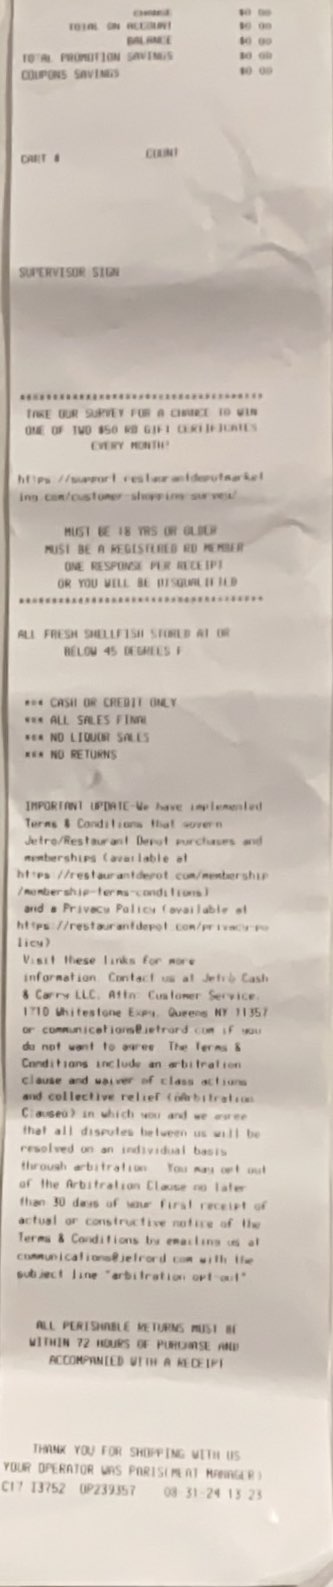 CHANGE $0 00
TOTAL ON ACCOUNT $0 00
BALANCE $0 00
TOTAL PROMOTION SAVINGS $0 00
COUPONS SAVINGS $0 00
CART # COUNT
SUPERVISOR SIGN
**********************************
TAKE OUR SURVEY FOR A CHANCE TO WIN
ONE OF TWO $50 RD GIFT CERTIFICATES
EVERY MONTH!
https://support.restaurantdepotmarket
ing.com/customer-shopping-survey/
MUST BE 18 YRS OR OLDER
MUST BE A REGISTERED RD MEMBER
ONE RESPONSE PER RECEIPT
OR YOU WILL BE DISQUALIFIED
**********************************
ALL FRESH SHELLFISH STORED AT OR
BELOW 45 DEGREES F
*** CASH OR CREDIT ONLY
*** ALL SALES FINAL
*** NO LIQUOR SALES
*** NO RETURNS
IMPORTANT UPDATE-We have implemented
Terms & Conditions that govern
Jetro/Restaurant Depot purchases and
memberships (available at
https://restaurantdepot.com/membership
/membership-terms-conditions)
and a Privacy Policy (available at
https://restaurantdepot.com/privacy-po
licy)
Visit these links for more
information. Contact us at Jetro Cash
& Carry LLC. Attn: Customer Service,
1710 Whitestone Expy, Queens NY 11357
or communications@jetrord.com if you
do not want to agree. The Terms &
Conditions include an arbitration
clause and waiver of class actions
and collective relief (oArbitration
Clauseo) in which you and we agree
that all disputes between us will be
resolved on an individual basis
through arbitration. You may opt out
of the Arbitration Clause no later
than 30 days of your first receipt of
actual or constructive notice of the
Terms & Conditions by emailing us at
communications@jetrord.com with the
subject line "arbitration opt-out"
ALL PERISHABLE RETURNS MUST BE
WITHIN 72 HOURS OF PURCHASE AND
ACCOMPANIED WITH A RECEIPT
THANK YOU FOR SHOPPING WITH US
YOUR OPERATOR WAS PARIS(MEAT MANAGER)
C17 I3752 OP239357 08-31-24 13:23